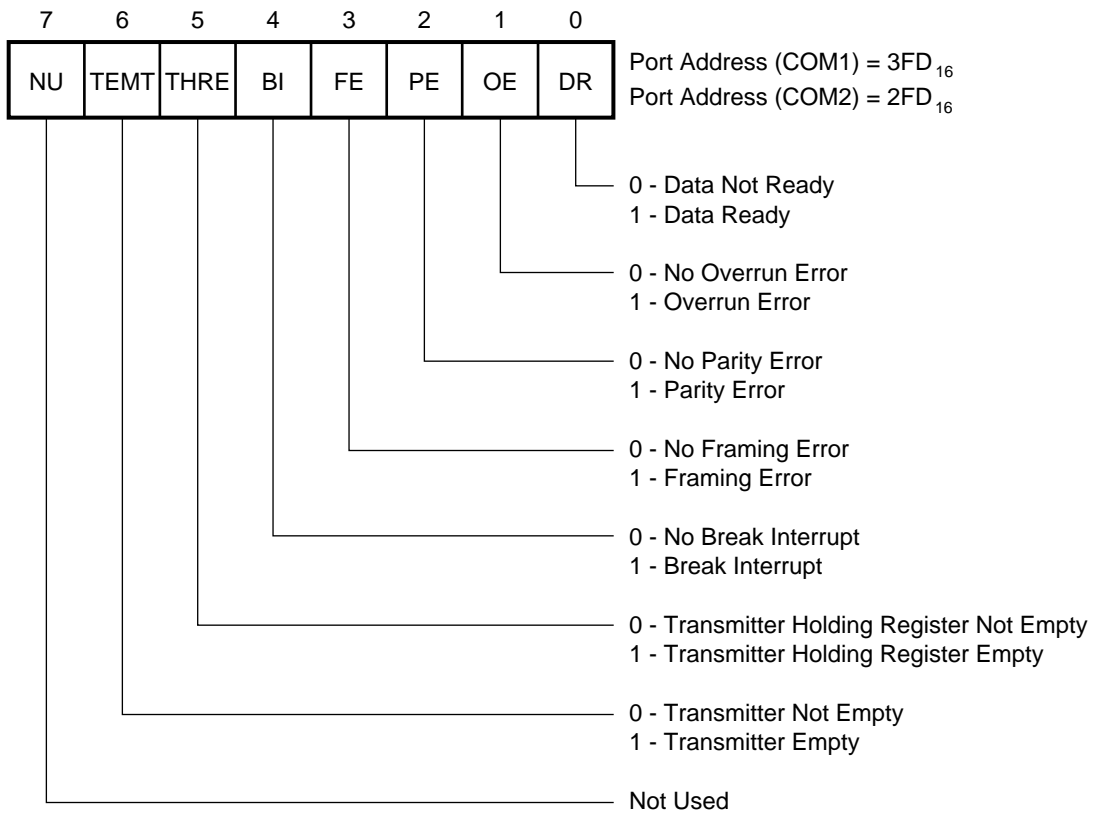 7 6 5 4 3 2 1 0
NU TEMT THRE BI FE PE OE DR
Port Address (COM1) = 3FD16
Port Address (COM2) = 2FD16
0 - Data Not Ready
1 - Data Ready
0 - No Overrun Error
1 - Overrun Error
0 - No Parity Error
1 - Parity Error
0 - No Framing Error
1 - Framing Error
0 - No Break Interrupt
1 - Break Interrupt
0 - Transmitter Holding Register Not Empty
1 - Transmitter Holding Register Empty
0 - Transmitter Not Empty
1 - Transmitter Empty
Not Used